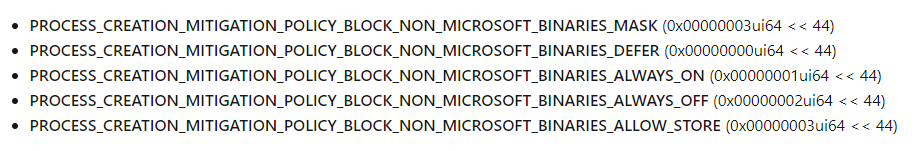 • PROCESS_CREATION_MITIGATION_POLICY_BLOCK_NON_MICROSOFT_BINARIES_MASK (0x00000003ui64 << 44)
• PROCESS_CREATION_MITIGATION_POLICY_BLOCK_NON_MICROSOFT_BINARIES_DEFER (0x00000000ui64 << 44)
• PROCESS_CREATION_MITIGATION_POLICY_BLOCK_NON_MICROSOFT_BINARIES_ALWAYS_ON (0x00000001ui64 << 44)
• PROCESS_CREATION_MITIGATION_POLICY_BLOCK_NON_MICROSOFT_BINARIES_ALWAYS_OFF (0x00000002ui64 << 44)
• PROCESS_CREATION_MITIGATION_POLICY_BLOCK_NON_MICROSOFT_BINARIES_ALLOW_STORE (0x00000003ui64 << 44)